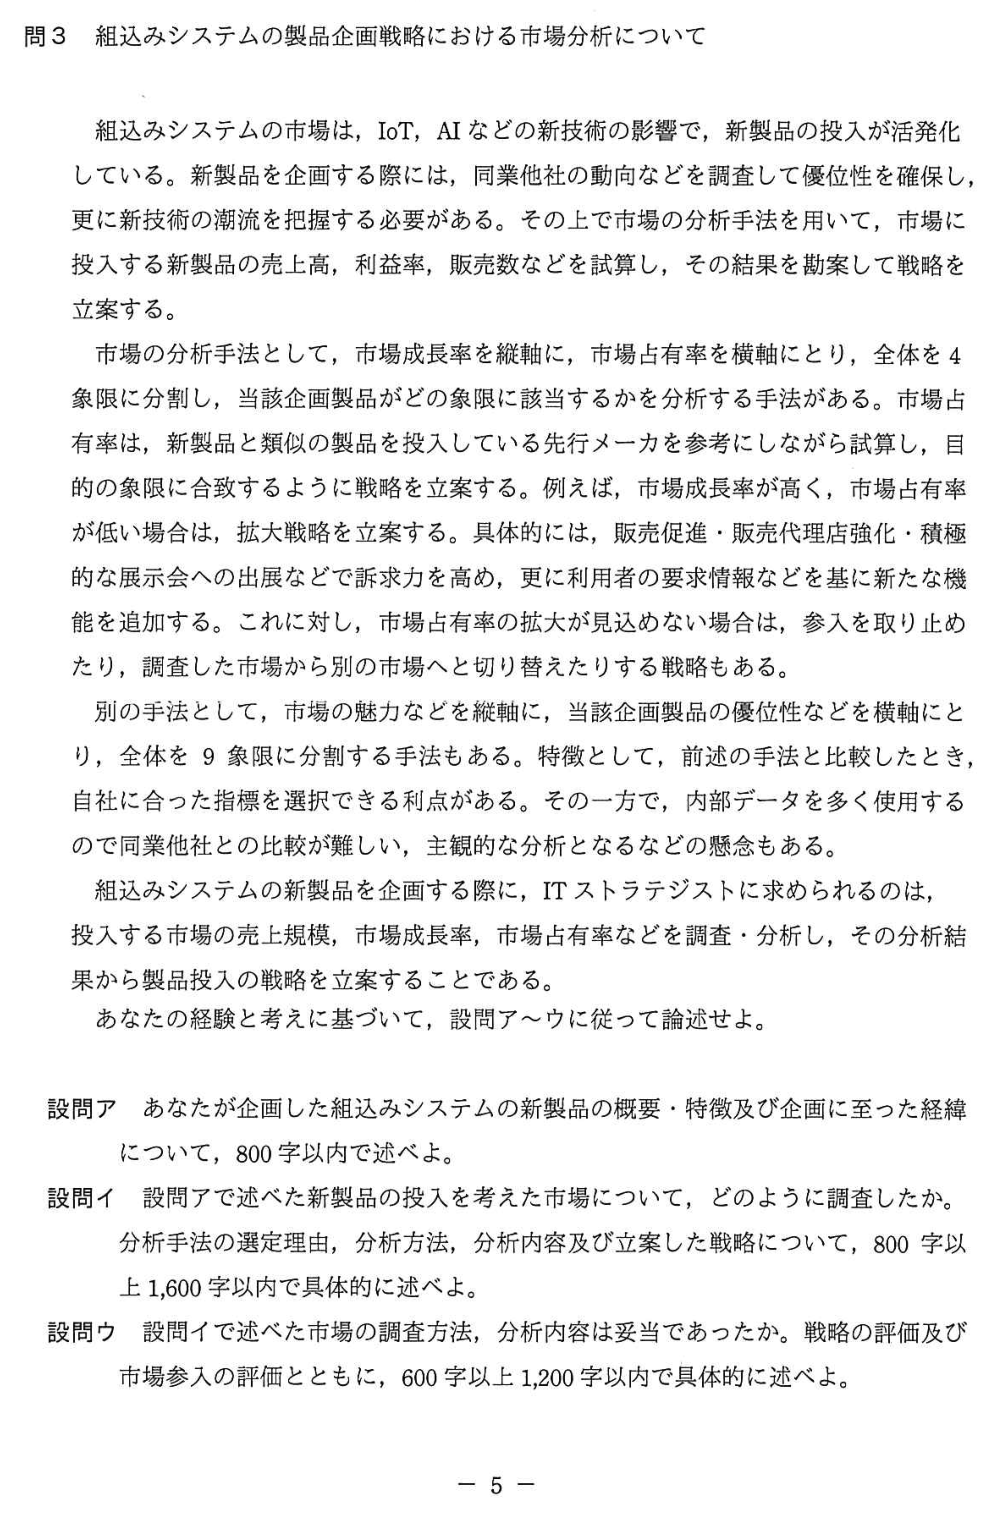 問3　組込みシステムの製品企画戦略における市場分析について
組込みシステムの市場は，IoT，AI などの新技術の影響で，新製品の投入が活発化
している。新製品を企画する際には，同業他社の動向などを調査して優位性を確保し，
更に新技術の潮流を把握する必要がある。その上で市場の分析手法を用いて，市場に
投入する新製品の売上高，利益率，販売数などを試算し，その結果を勘案して戦略を
立案する。
市場の分析手法として，市場成長率を縦軸に，市場占有率を横軸にとり，全体を 4
象限に分割し，当該企画製品がどの象限に該当するかを分析する手法がある。市場占
有率は，新製品と類似の製品を投入している先行メーカを参考にしながら試算し，目
的の象限に合致するように戦略を立案する。例えば，市場成長率が高く，市場占有率
が低い場合は，拡大戦略を立案する。具体的には，販売促進・販売代理店強化・積極
的な展示会への出展などで訴求力を高め，更に利用者の要求情報などを基に新たな機
能を追加する。これに対し，市場占有率の拡大が見込めない場合は，参入を取り止め
たり，調査した市場から別の市場へと切り替えたりする戦略もある。
別の手法として，市場の魅力などを縦軸に，当該企画製品の優位性などを横軸にと
り，全体を 9 象限に分割する手法もある。特徴として，前述の手法と比較したとき，
自社に合った指標を選択できる利点がある。その一方で，内部データを多く使用する
ので同業他社との比較が難しい，主観的な分析となるなどの懸念もある。
組込みシステムの新製品を企画する際に，IT ストラテジストに求められるのは，
投入する市場の売上規模，市場成長率，市場占有率などを調査・分析し，その分析結
果から製品投入の戦略を立案することである。
あなたの経験と考えに基づいて，設問ア～ウに従って論述せよ。
設問ア　あなたが企画した組込みシステムの新製品の概要・特徴及び企画に至った経緯
について，800 字以内で述べよ。
設問イ　設問アで述べた新製品の投入を考えた市場について，どのように調査したか。
分析手法の選定理由，分析方法，分析内容及び立案した戦略について，800 字以
上 1,600 字以内で具体的に述べよ。
設問ウ　設問イで述べた市場の調査方法，分析内容は妥当であったか。戦略の評価及び
市場参入の評価とともに，600 字以上 1,200 字以内で具体的に述べよ。
－ 5 －